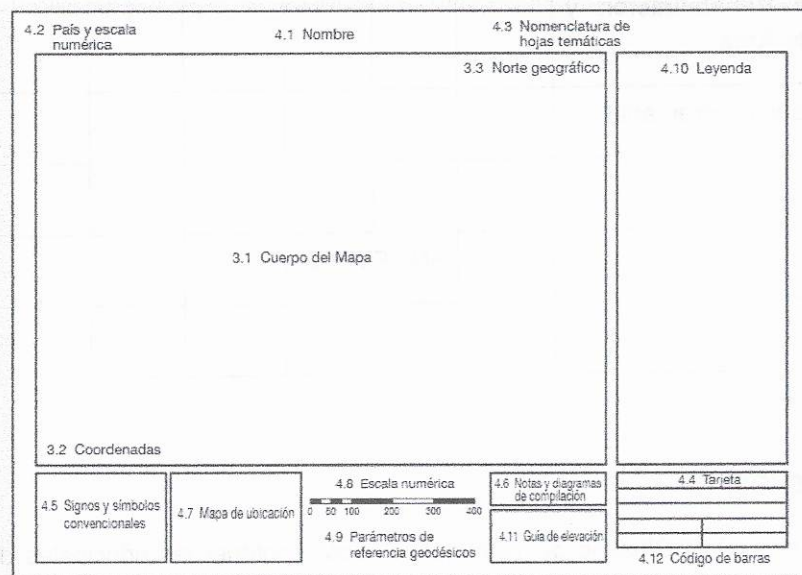 4.2 País y escala
numérica
4.1 Nombre
4.3 Nomenclatura de
hojas temáticas
3.3 Norte geográfico
4.10 Leyenda
3.1 Cuerpo del Mapa
3.2 Coordenadas
4.5 Signos y símbolos
convencionales
4.7 Mapa de ubicación
4.8 Escala numérica
0 50 100 200 300 400
4.9 Parámetros de
referencia geodésicos
4.6 Notas y diagramas
de compilación
4.11 Guía de elevación
4.4 Tarjeta
4.12 Código de barras